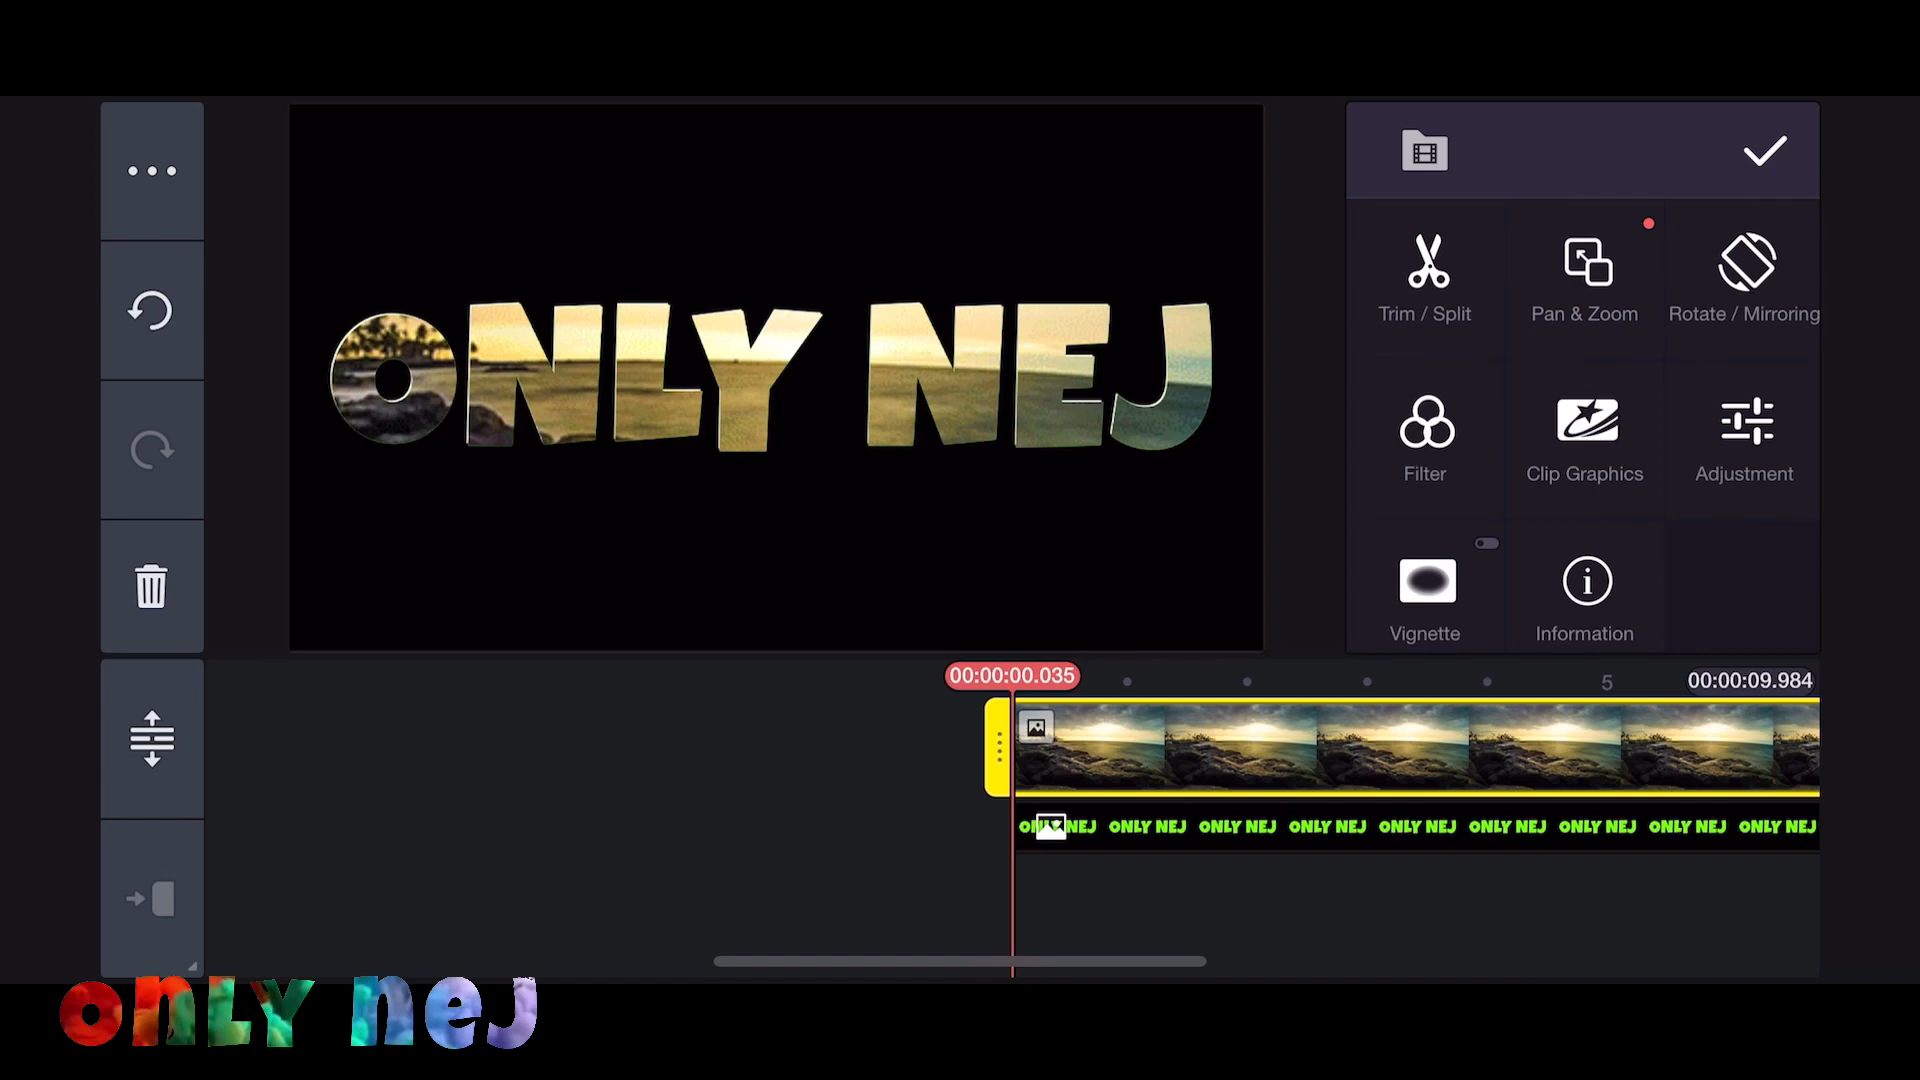 ONLY NEJ
Trim / Split
Pan & Zoom
Rotate / Mirroring
Filter
Clip Graphics
Adjustment
Vignette
Information
00:00:00.035
5
00:00:09.984
ONLY NEJ ONLY NEJ ONLY NEJ ONLY NEJ ONLY NEJ ONLY NEJ ONLY NEJ ONLY NEJ ONLY NEJ
onLY neJ